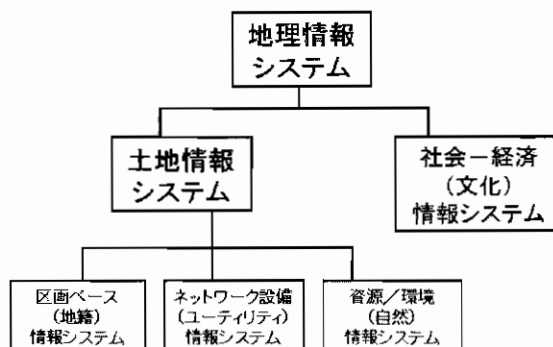 地理情報
システム
土地情報
システム
社会－経済
(文化)
情報システム
区画ベース
(地籍)
情報システム
ネットワーク設備
(ユーティリティ)
情報システム
資源／環境
(自然)
情報システム